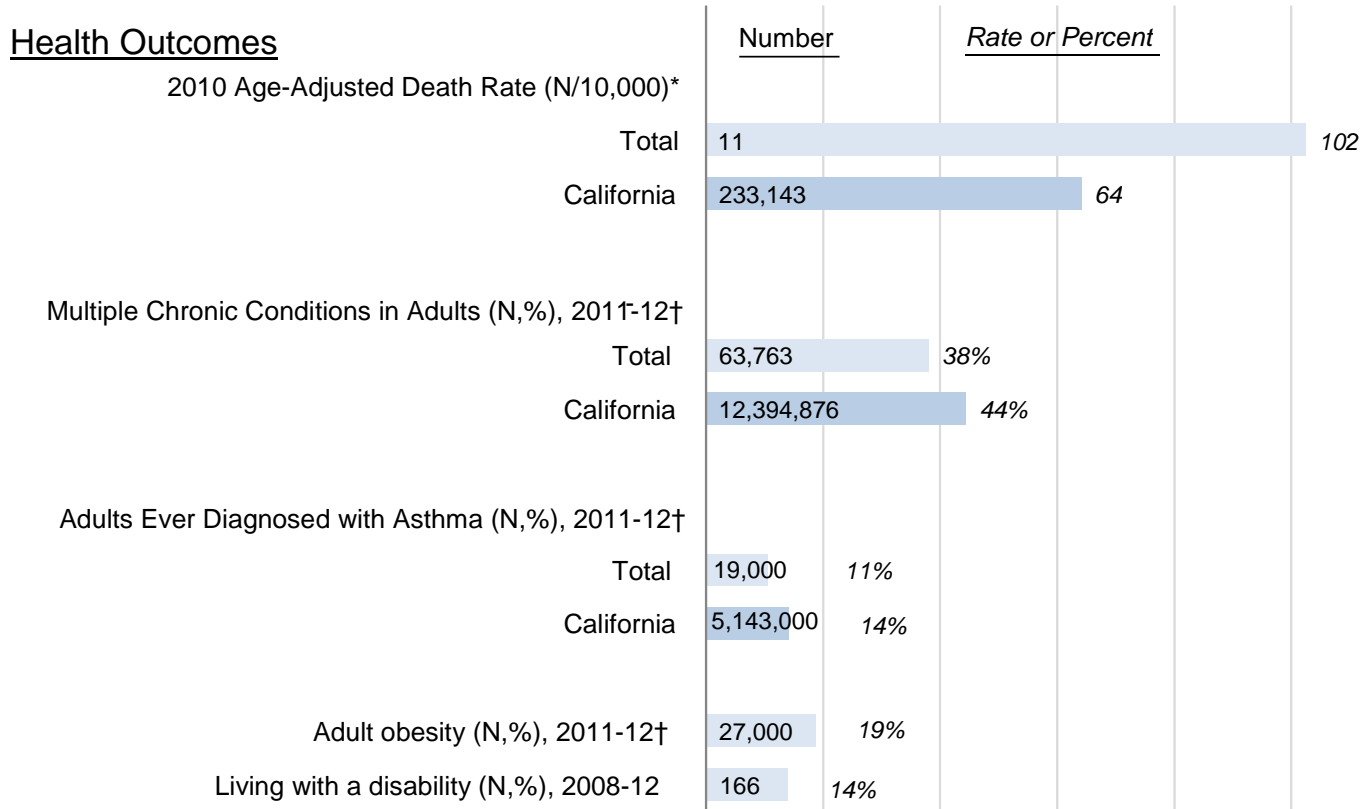 Health Outcomes Number Rate or Percent
2010 Age-Adjusted Death Rate (N/10,000)*
Total 11 102
California 233,143 64
Multiple Chronic Conditions in Adults (N,%), 2011-12†
Total 63,763 38%
California 12,394,876 44%
Adults Ever Diagnosed with Asthma (N,%), 2011-12†
Total 19,000 11%
California 5,143,000 14%
Adult obesity (N,%), 2011-12† 27,000 19%
Living with a disability (N,%), 2008-12 166 14%